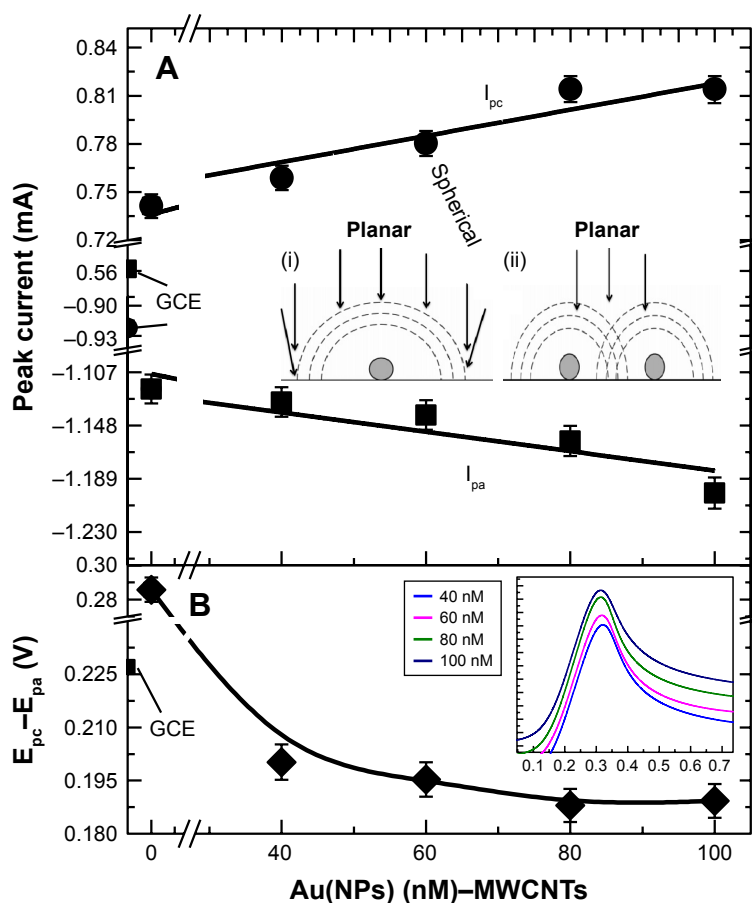 A
I_pc
0.84
0.81
0.78
0.75
0.72
0.56
–0.90
–0.93
–1.107
–1.148
–1.189
–1.230
Peak current (mA)
GCE
Spherical
(i)
Planar
(ii)
Planar
I_pa
B
0.30
0.28
0.225
0.210
0.195
0.180
E_pc–E_pa (V)
GCE
40 nM
60 nM
80 nM
100 nM
0.1 0.2 0.3 0.4 0.5 0.6 0.7
0 40 60 80 100
Au(NPs) (nM)–MWCNTs